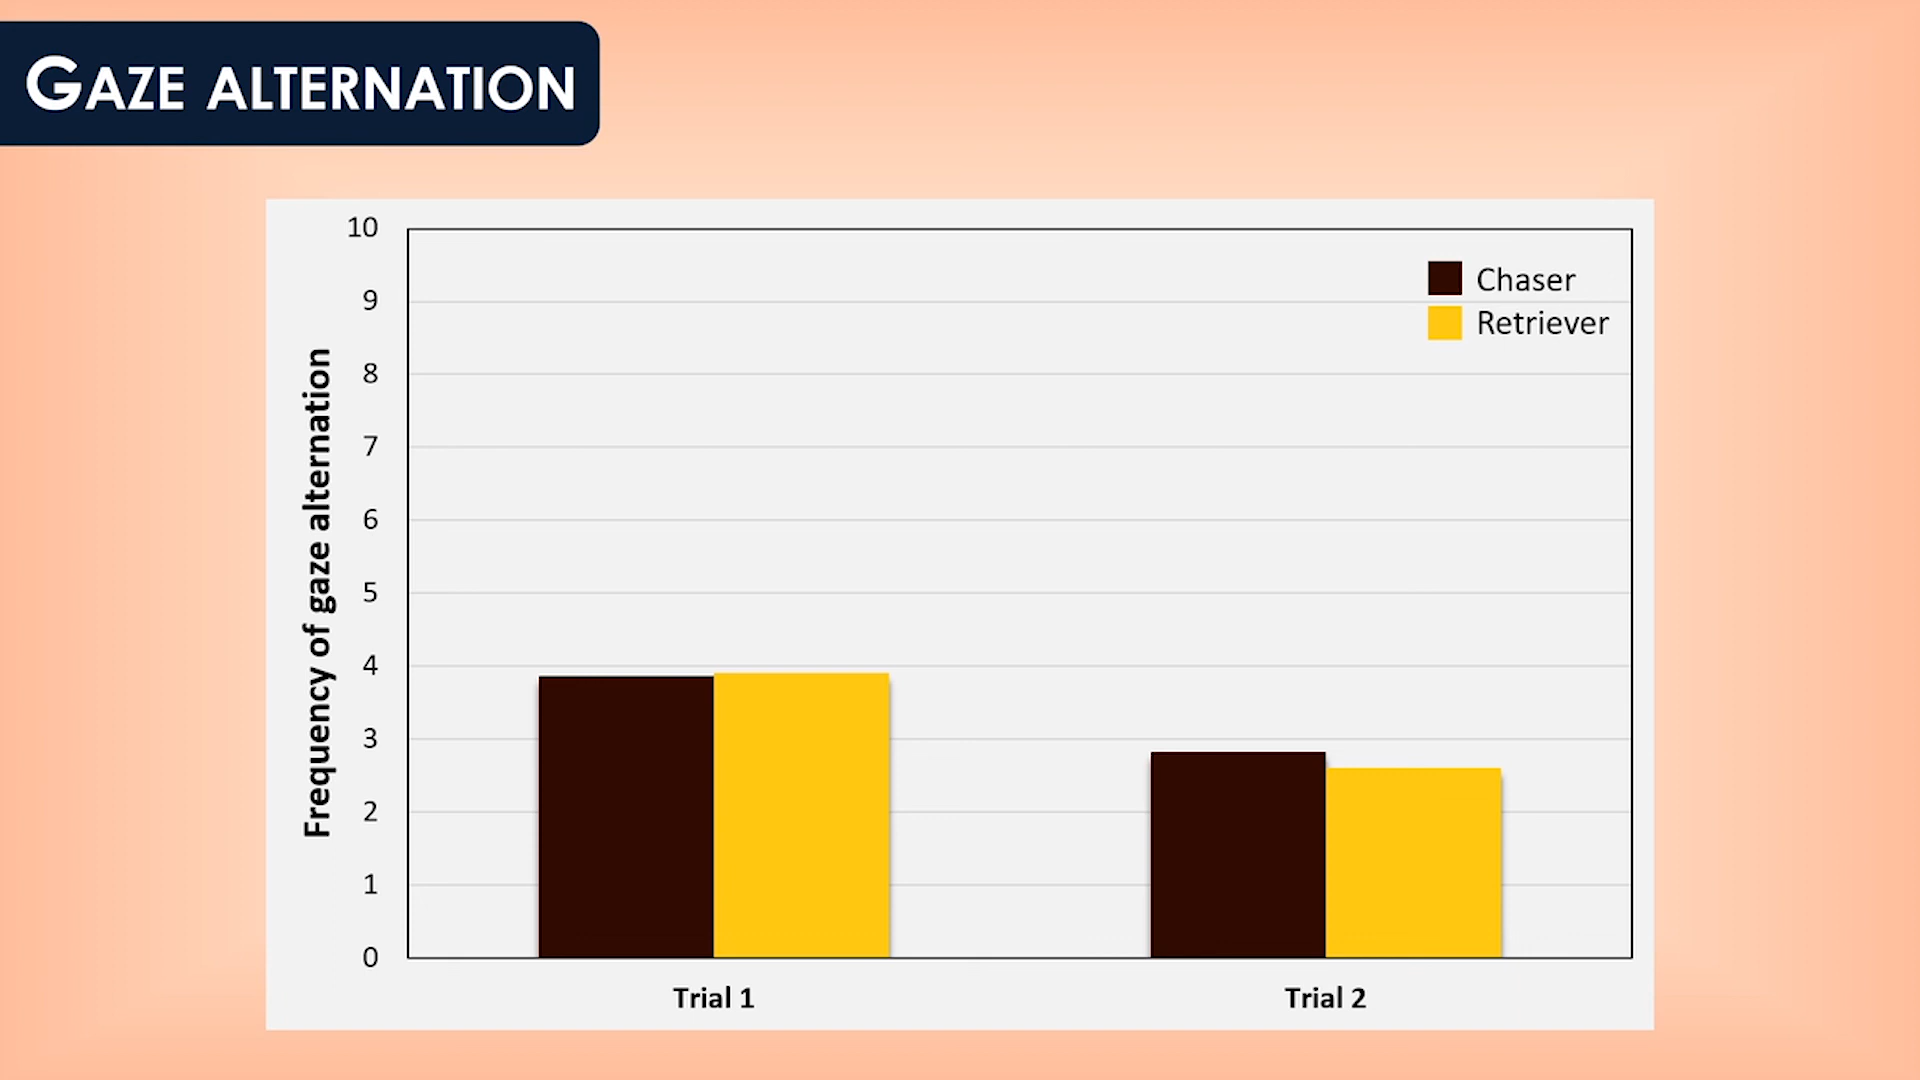 GAZE ALTERNATION
10
9
8
7
6
5
4
3
2
1
0
Frequency of gaze alternation
Chaser
Retriever
Trial 1
Trial 2